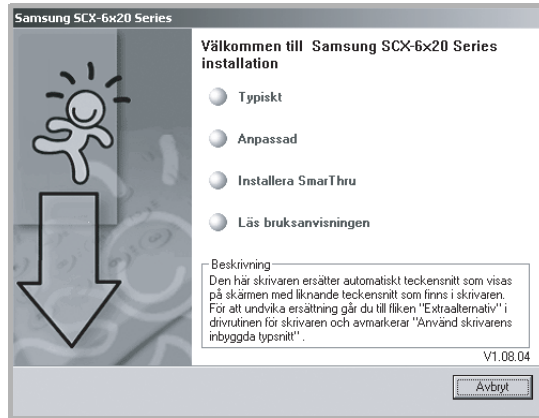 Samsung SCX-6x20 Series
Välkommen till Samsung SCX-6x20 Series
installation
Typiskt
Anpassad
Installera SmarThru
Läs bruksanvisningen
Beskrivning
Den här skrivaren ersätter automatiskt teckensnitt som visas
på skärmen med liknande teckensnitt som finns i skrivaren.
För att undvika ersättning går du till fliken "Extraalternativ" i
drivrutinen för skrivaren och avmarkerar "Använd skrivarens
inbyggda typsnitt" .
V1.08.04
Avbryt